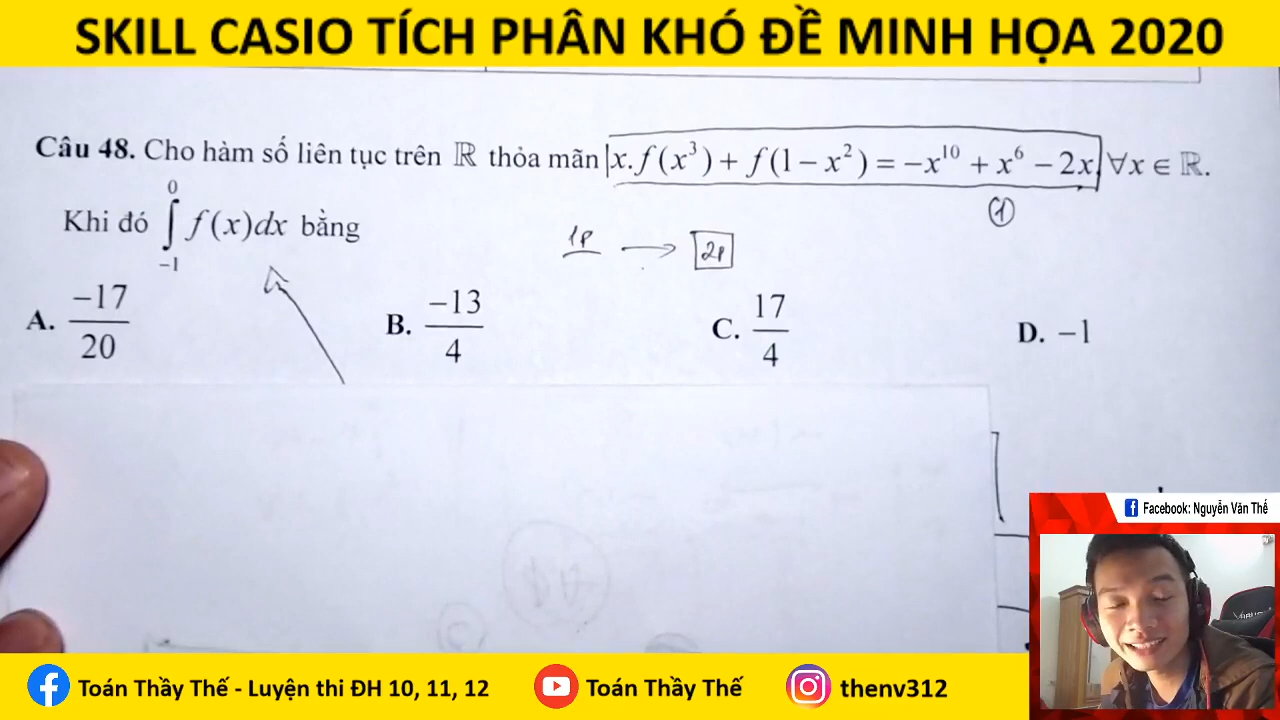 SKILL CASIO TÍCH PHÂN KHÓ ĐỀ MINH HỌA 2020
Câu 48. Cho hàm số liên tục trên ℝ thỏa mãn x.f(x³) + f(1 − x²) = −x¹⁰ + x⁶ − 2x, ∀x ∈ ℝ.
①
Khi đó ∫₋₁⁰ f(x)dx bằng
1P → 2P
A. −17/20 B. −13/4 C. 17/4 D. −1
Facebook: Nguyễn Văn Thế
Toán Thầy Thế - Luyện thi ĐH 10, 11, 12 Toán Thầy Thế thenv312